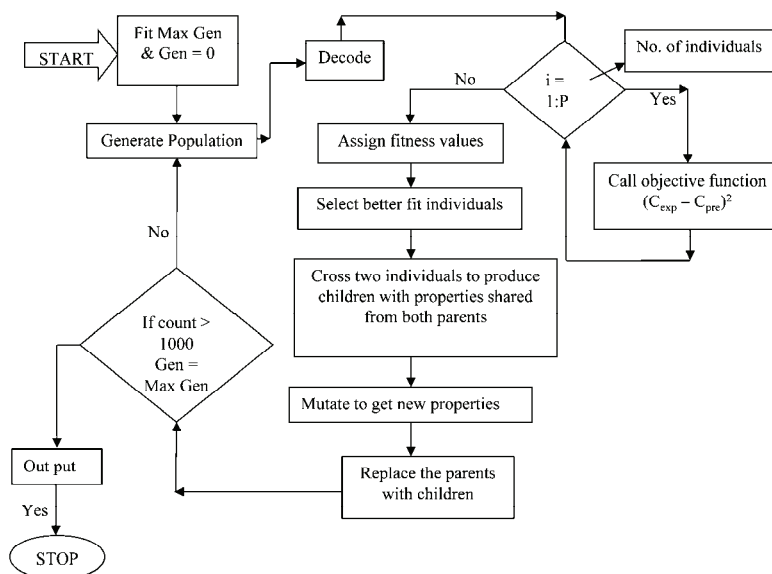 START
Fit Max Gen
& Gen = 0
Decode
No. of individuals
i =
1:P
No
Yes
Generate Population
Assign fitness values
Call objective function
(C_exp – C_pre)²
Select better fit individuals
No
Cross two individuals to produce
children with properties shared
from both parents
If count >
1000
Gen =
Max Gen
Mutate to get new properties
Out put
Replace the parents
with children
Yes
STOP